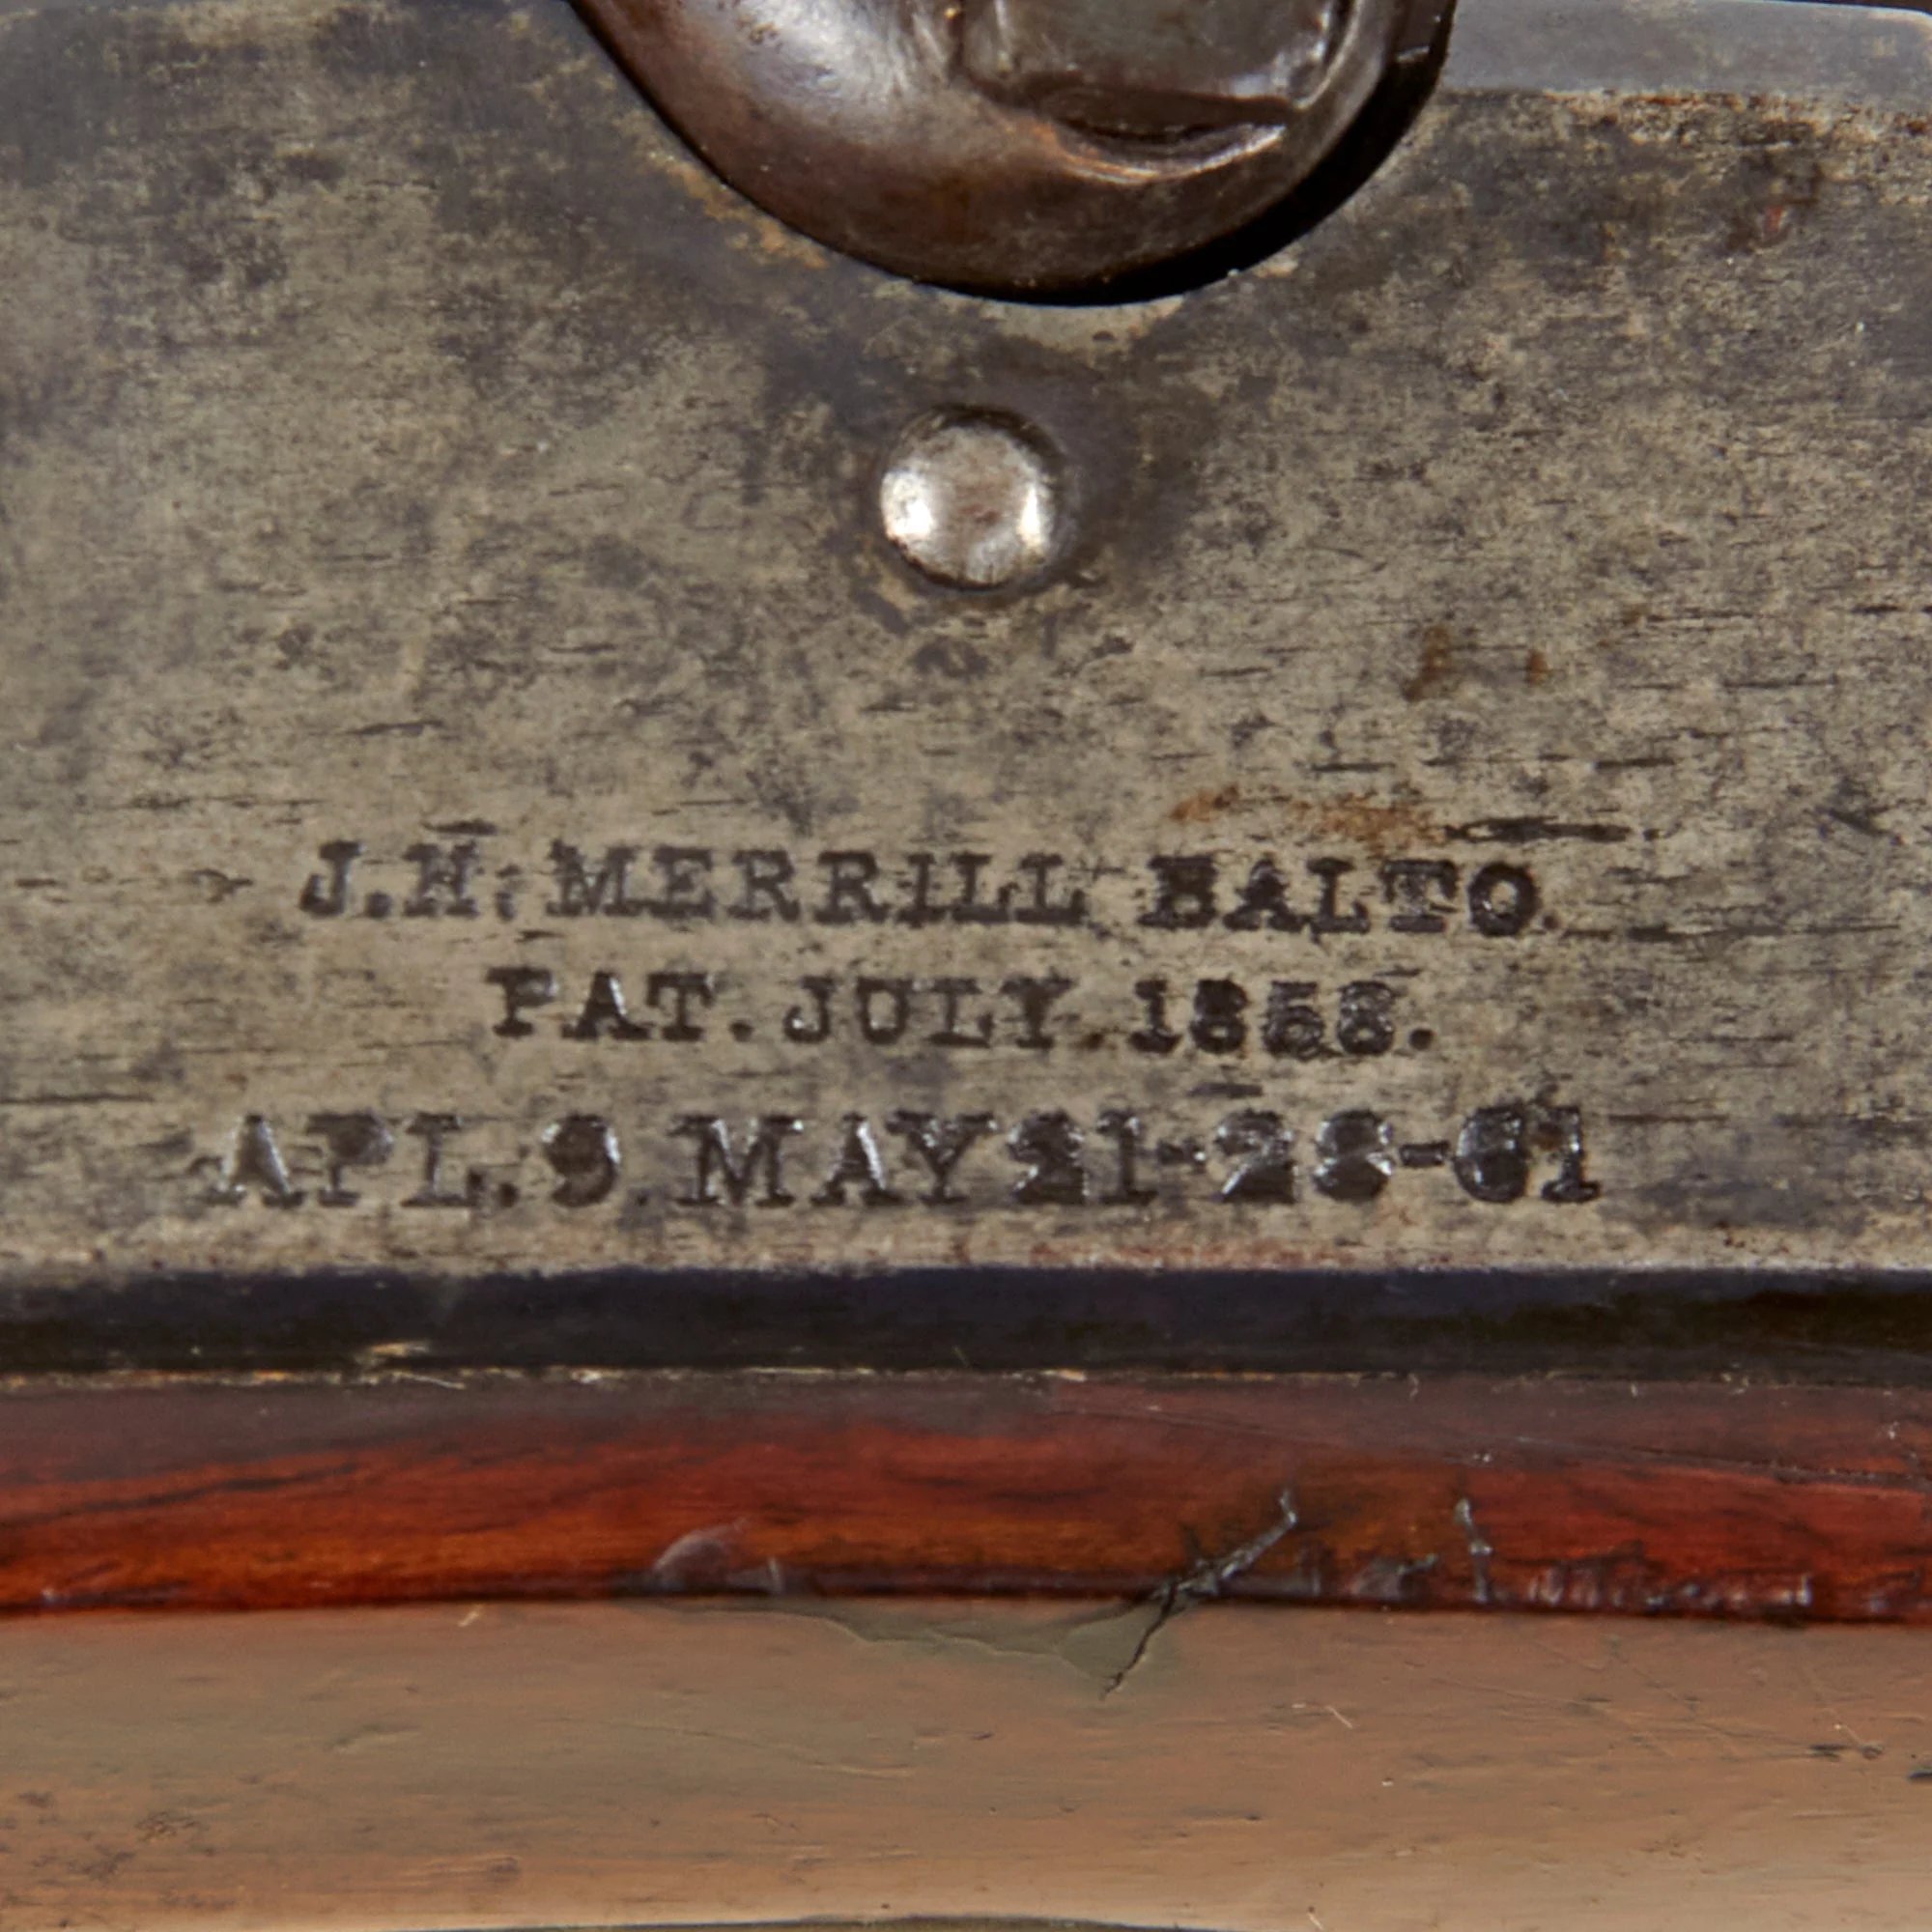 J.H. MERRILL BALTO.
PAT. JULY. 1858.
APL. 9 MAY 21-28-61